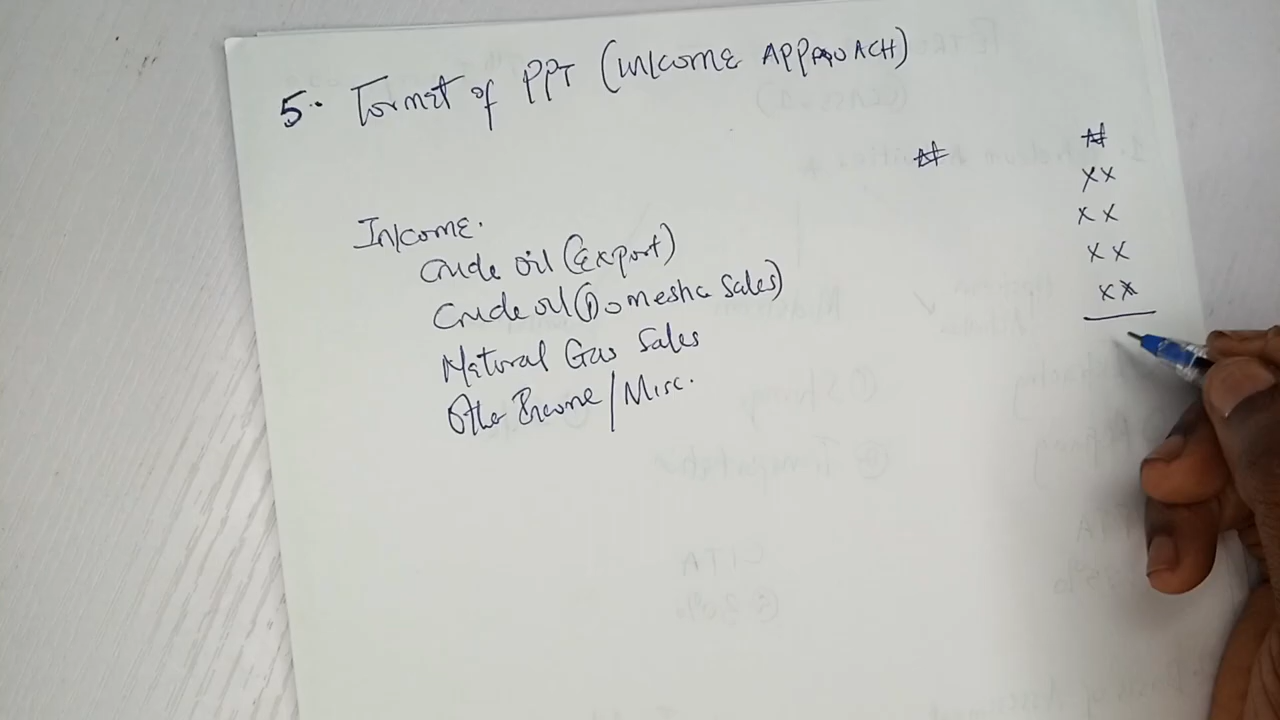 5. Format of PPT (INCOME APPROACH)
₦ ₦
Income.
Crude oil (Export) xx
Crude oil (Domestic Sales) xx
Natural Gas Sales xx
Other Income/Misc. xx